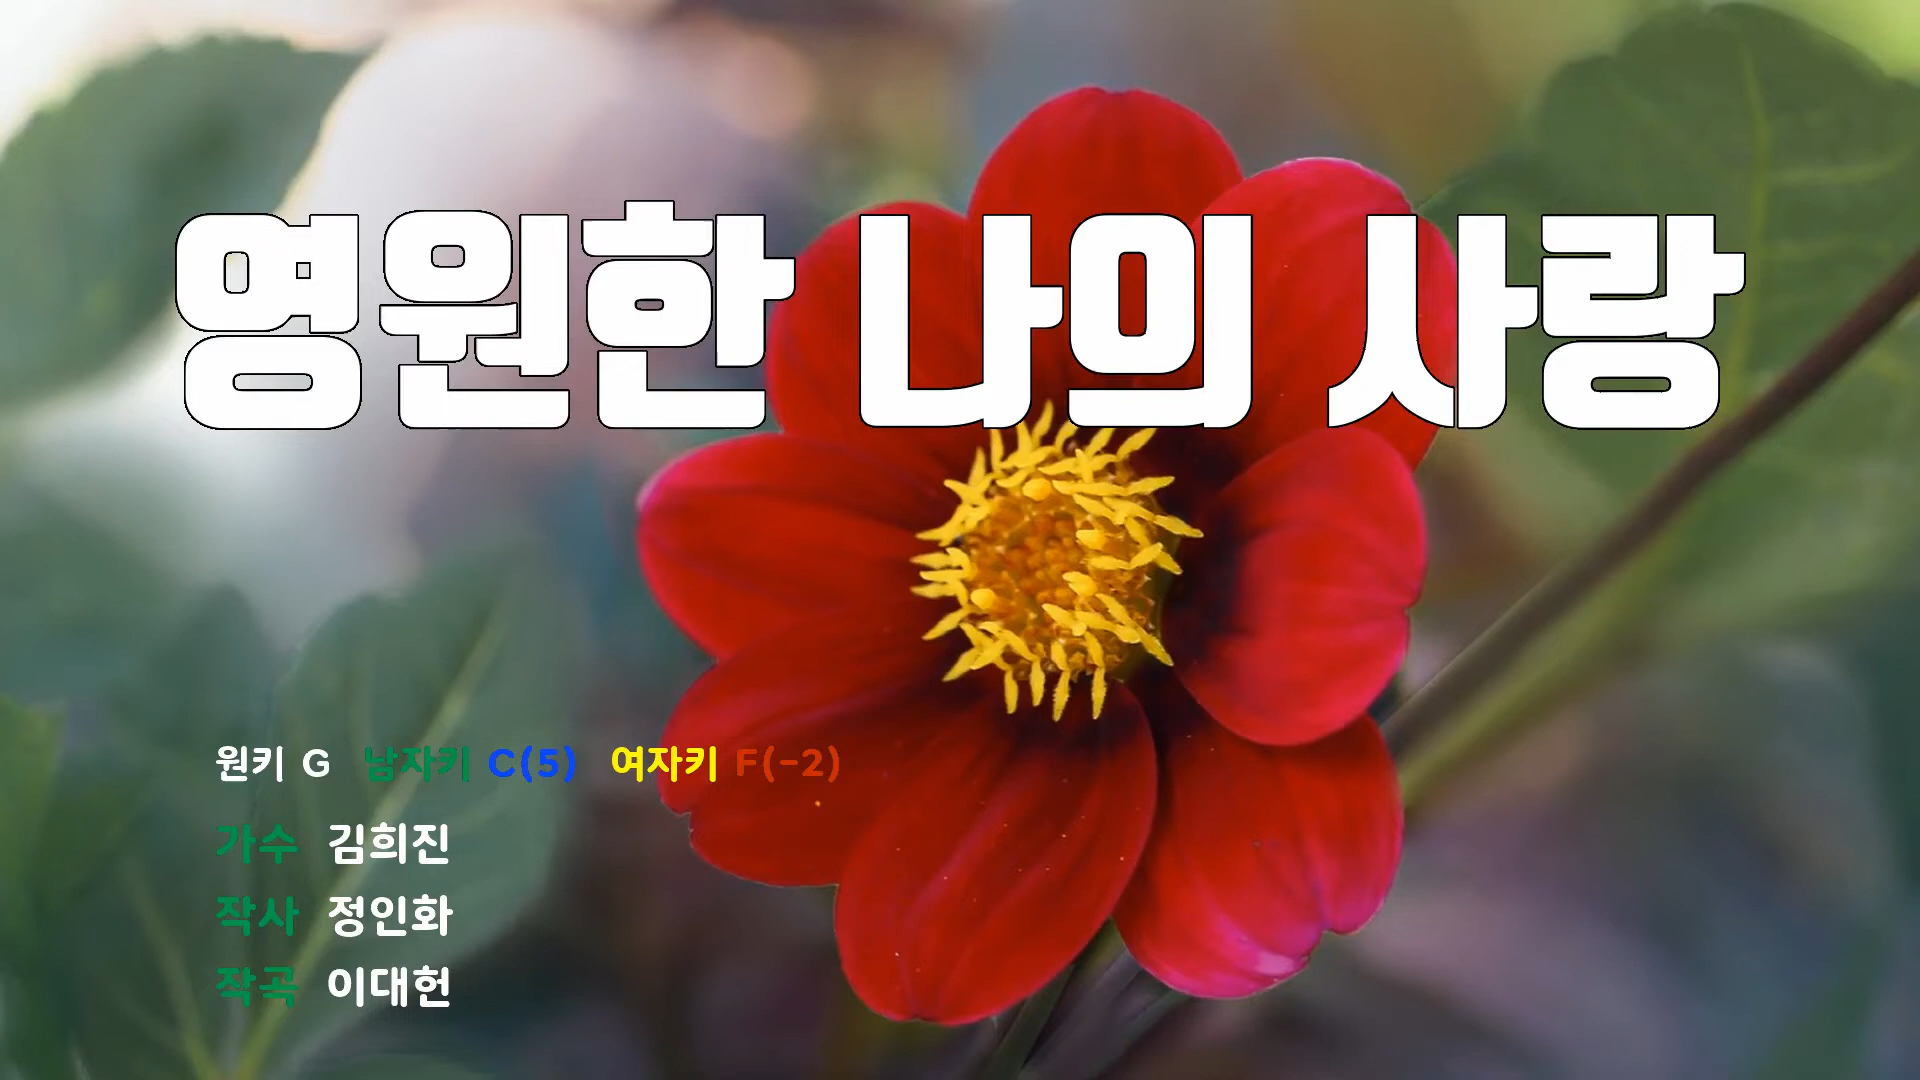 영원한 나의 사랑
원키 G 남자키 C(5) 여자키 F(-2)
가수 김희진
작사 정인화
작곡 이대헌